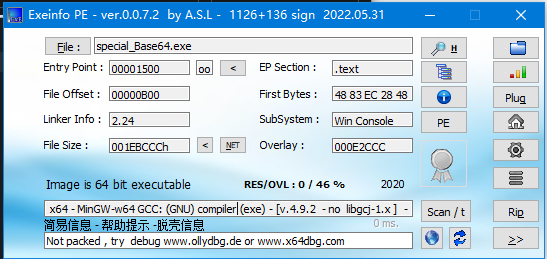 Exeinfo PE - ver.0.0.7.2 by A.S.L - 1126+136 sign 2022.05.31
File : special_Base64.exe H
Entry Point : 00001500 oo < EP Section : .text
File Offset : 00000B00 First Bytes : 48 83 EC 28 48 Plug
Linker Info : 2.24 SubSystem : Win Console PE
File Size : 001EBCCCh < NET Overlay : 000E2CCC
Image is 64 bit executable RES/OVL : 0 / 46 % 2020
x64 - MinGW-w64 GCC: (GNU) compiler (exe) - [v.4.9.2 - no libgcj-1.x ] - Scan / t Rip
简易信息 - 帮助提示 -脱壳信息 0 ms.
Not packed , try debug www.ollydbg.de or www.x64dbg.com >>